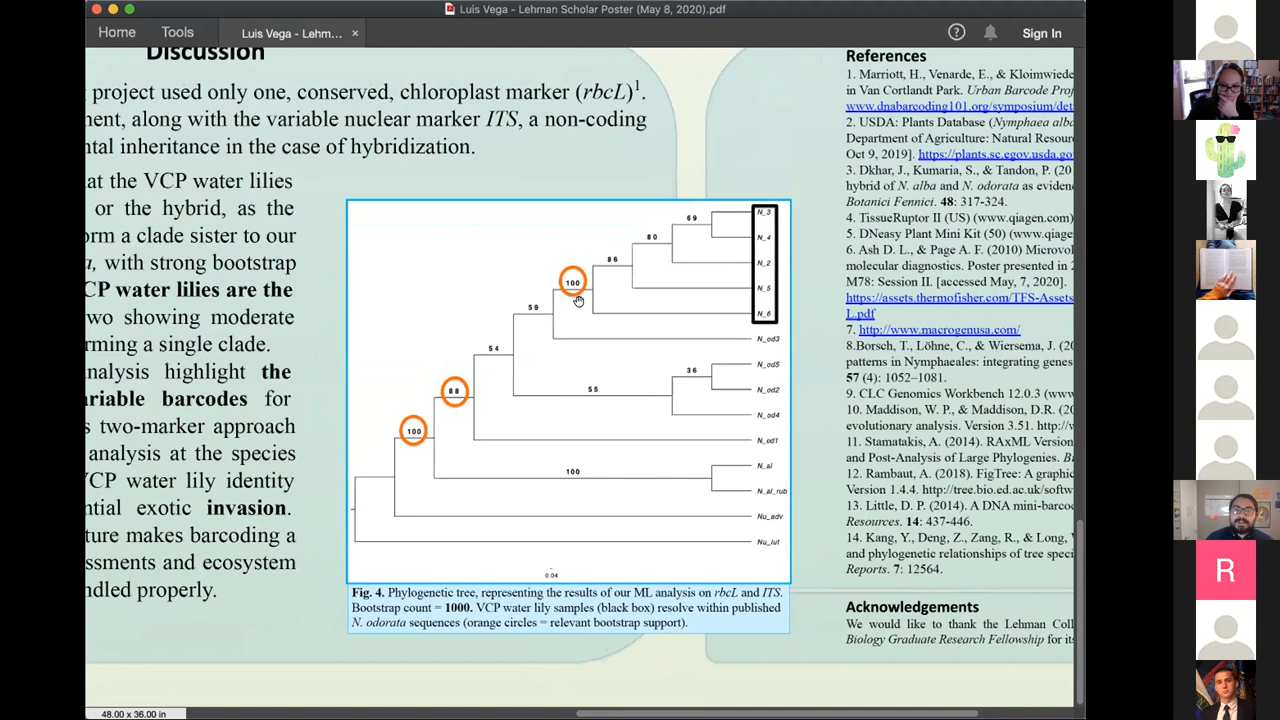 Luis Vega - Lehman Scholar Poster (May 8, 2020).pdf
Home
Tools
Luis Vega - Lehm...
×
Sign In
Discussion
project used only one, conserved, chloroplast marker (rbcL)1.
ment, along with the variable nuclear marker ITS, a non-coding
ntal inheritance in the case of hybridization.
at the VCP water lilies
or the hybrid, as the
orm a clade sister to our
a, with strong bootstrap
CP water lilies are the
wo showing moderate
rming a single clade.
analysis highlight the
ariable barcodes for
s two-marker approach
analysis at the species
VCP water lily identity
ntial exotic invasion.
ture makes barcoding a
ssments and ecosystem
ndled properly.
69
80
86
100
59
54
36
55
88
100
100
N_3
N_4
N_2
N_5
N_6
N_od3
N_od5
N_od2
N_od4
N_od1
N_al
N_al_rub
Nu_adv
Nu_lut
0.04
Fig. 4. Phylogenetic tree, representing the results of our ML analysis on rbcL and ITS.
Bootstrap count = 1000. VCP water lily samples (black box) resolve within published
N. odorata sequences (orange circles = relevant bootstrap support).
References
1. Marriott, H., Venarde, E., & Kloimwiede
in Van Cortlandt Park. Urban Barcode Proj
www.dnabarcoding101.org/symposium/det
2. USDA: Plants Database (Nymphaea alba
Department of Agriculture: Natural Resour
Oct 9, 2019]. https://plants.sc.egov.usda.go
3. Dkhar, J., Kumaria, S., & Tandon, P. (20
hybrid of N. alba and N. odorata as evidenc
Botanici Fennici. 48: 317-324.
4. TissueRuptor II (US) (www.qiagen.com)
5. DNeasy Plant Mini Kit (50) (www.qiagen
6. Ash D. L., & Page A. F. (2010) Microvol
molecular diagnostics. Poster presented in 2
M78: Session II. [accessed May, 7, 2020].
https://assets.thermofisher.com/TFS-Assets
L.pdf
7. http://www.macrogenusa.com/
8.Borsch, T., Löhne, C., & Wiersema, J. (20
patterns in Nymphaeales: integrating genes
57 (4): 1052–1081.
9. CLC Genomics Workbench 12.0.3 (www
10. Maddison, W. P., & Maddison, D.R. (20
evolutionary analysis. Version 3.51. http://w
11. Stamatakis, A. (2014). RAxML Version
and Post-Analysis of Large Phylogenies. Bi
12. Rambaut, A. (2018). FigTree: A graphic
Version 1.4.4. http://tree.bio.ed.ac.uk/softw
13. Little, D. P. (2014). A DNA mini-barcod
Resources. 14: 437-446.
14. Kang, Y., Deng, Z., Zang, R., & Long, W
and phylogenetic relationships of tree speci
Reports. 7: 12564.
Acknowledgements
We would like to thank the Lehman Coll
Biology Graduate Research Fellowship for its
48.00 x 36.00 in
R